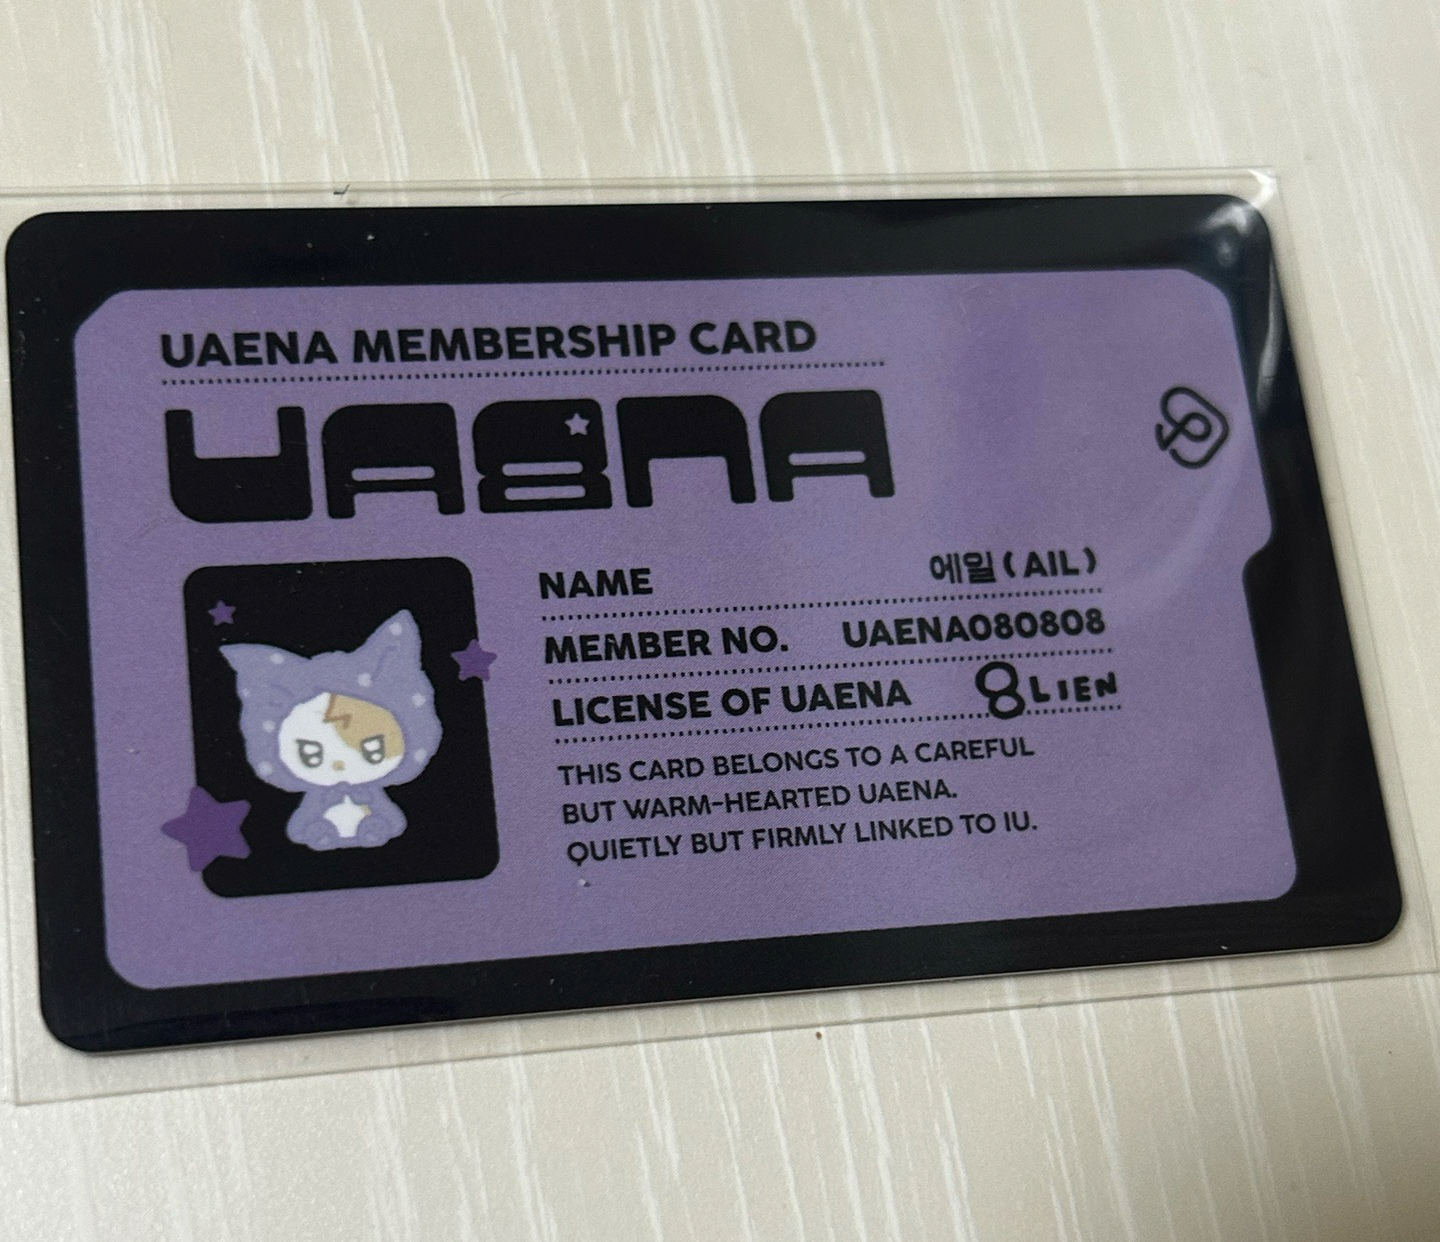 UAENA MEMBERSHIP CARD
UAENA
NAME 에일(AIL)
MEMBER NO. UAENA080808
LICENSE OF UAENA 8LIEN
THIS CARD BELONGS TO A CAREFUL
BUT WARM-HEARTED UAENA.
QUIETLY BUT FIRMLY LINKED TO IU.